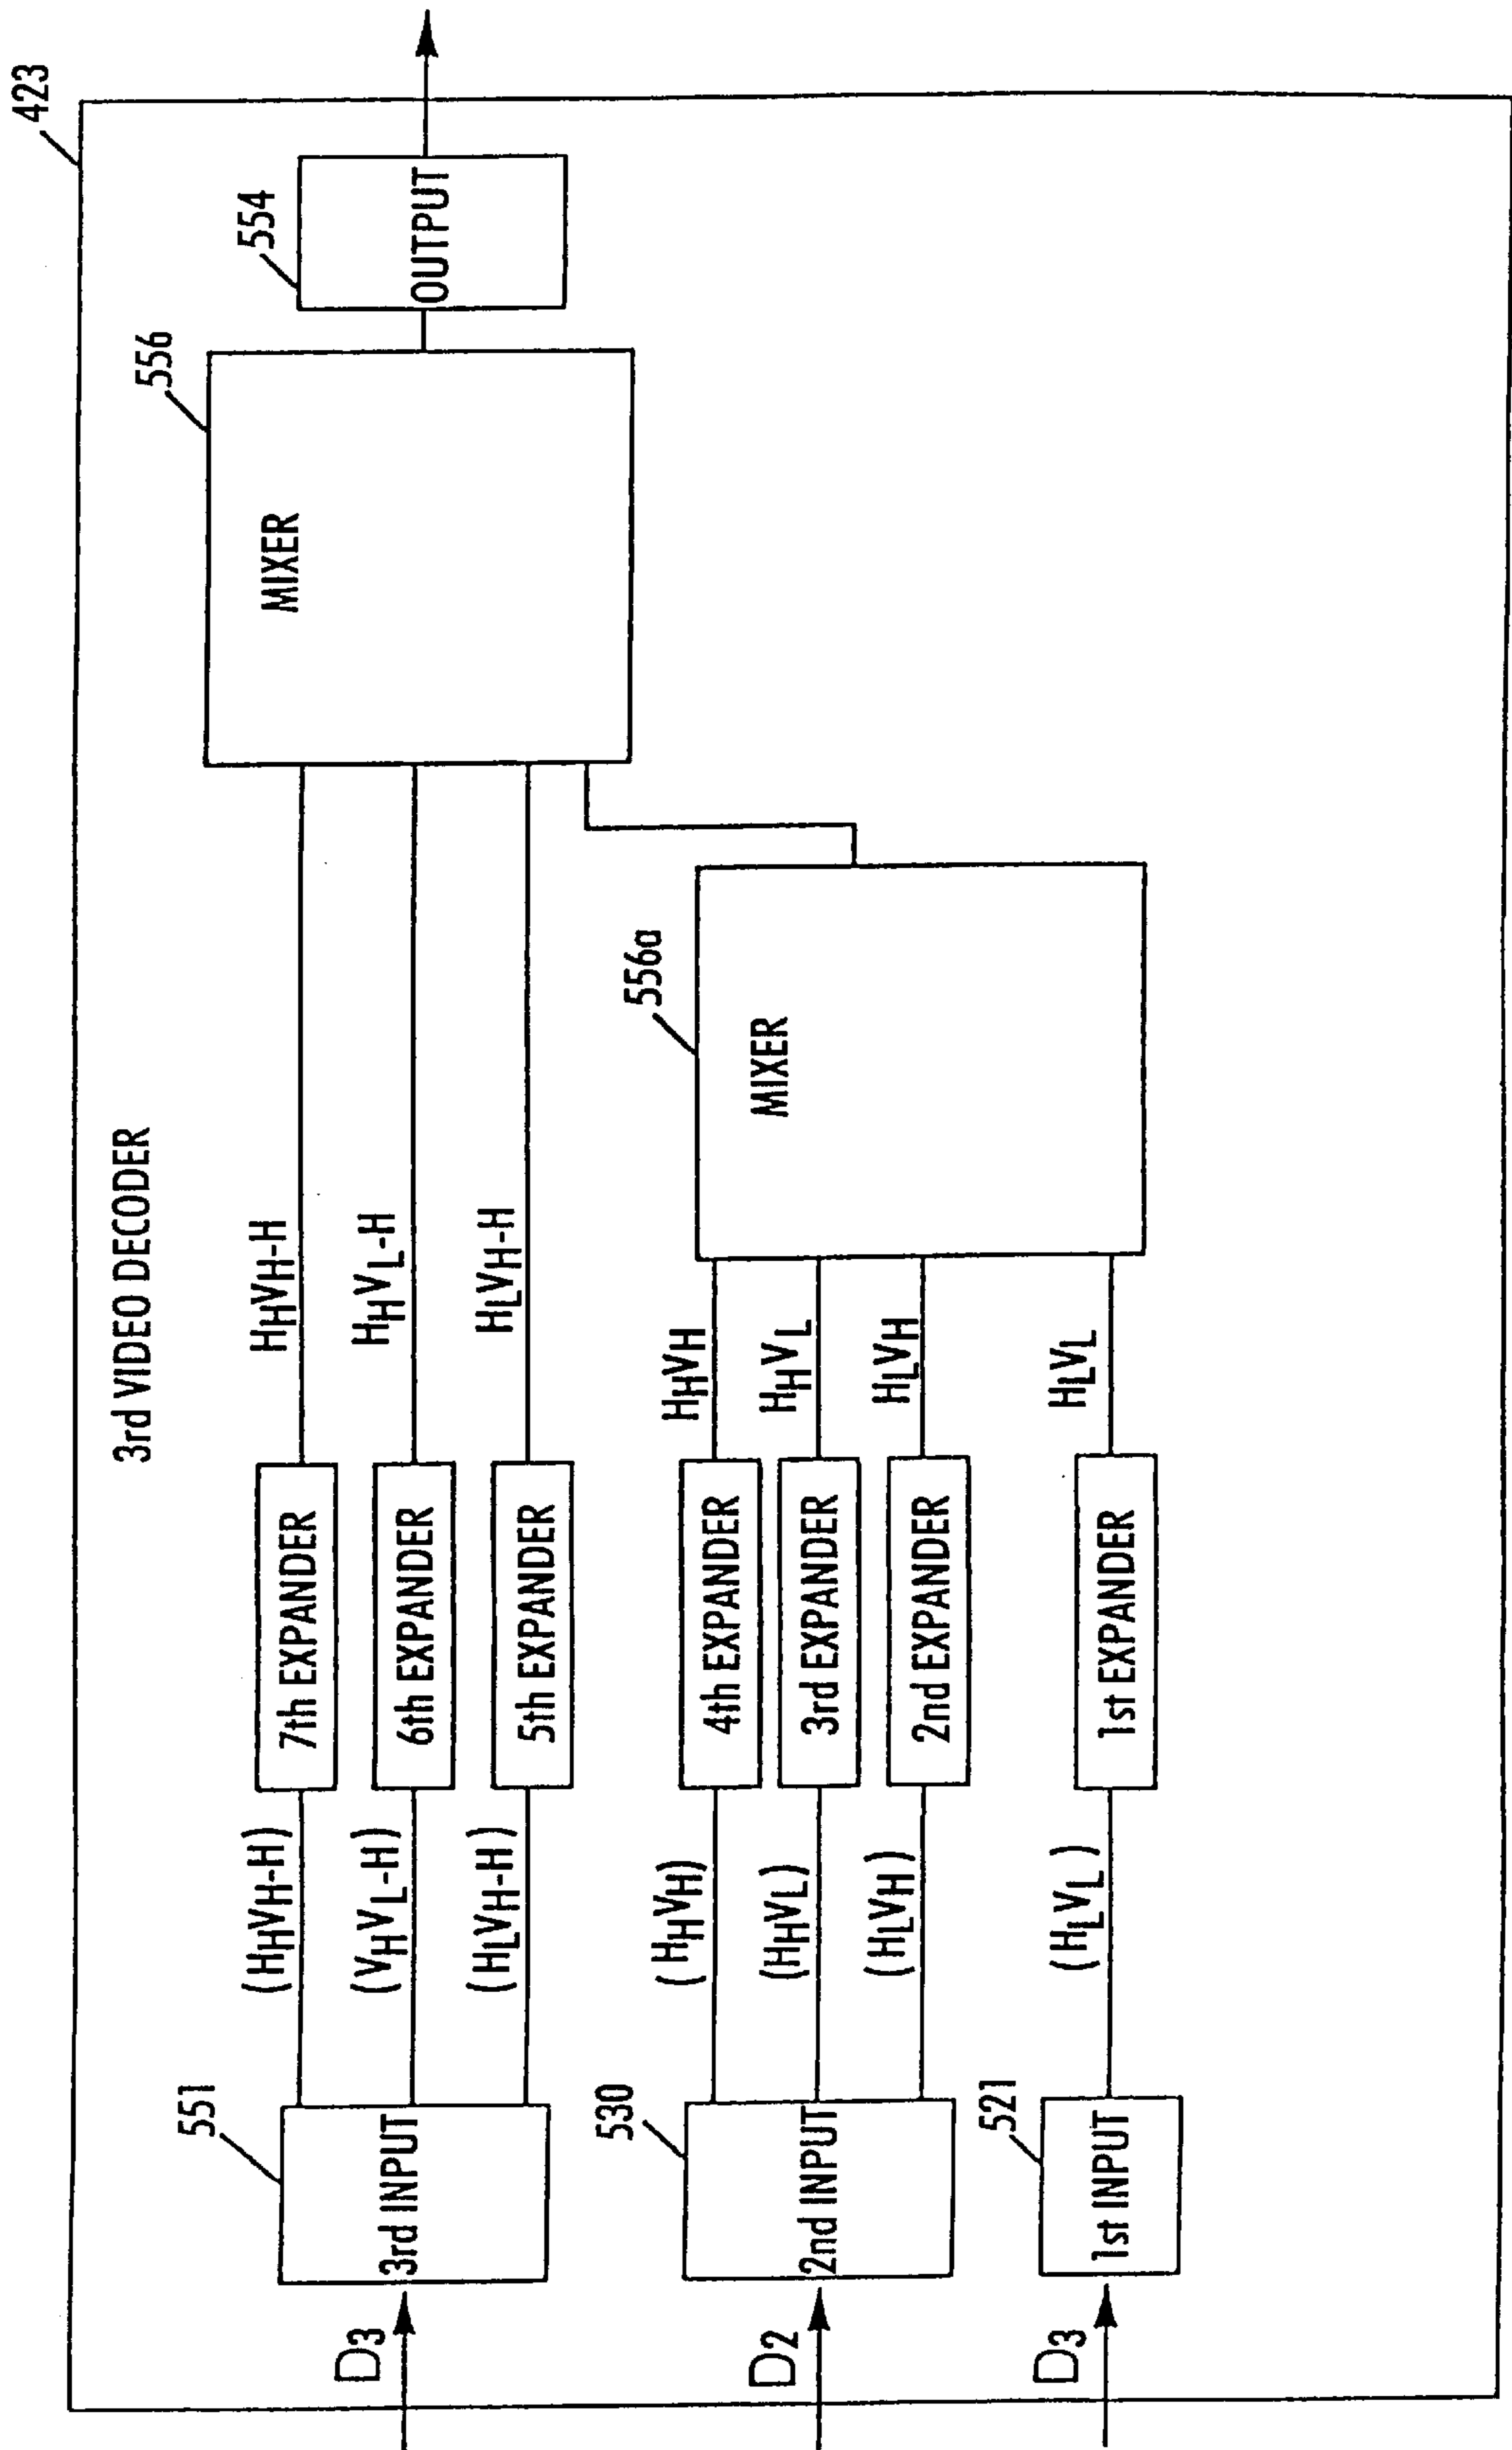 423
3rd VIDEO DECODER
551
3rd INPUT
D3
(HHVH-H)
(VHVL-H)
(HLVH-H)
7th EXPANDER
6th EXPANDER
5th EXPANDER
HHVH-H
HHVL-H
HLVH-H
556
MIXER
554
OUTPUT
530
2nd INPUT
D2
(HHVH)
(HHVL)
(HLVH)
4th EXPANDER
3rd EXPANDER
2nd EXPANDER
HHVH
HHVL
HLVH
556a
MIXER
521
1st INPUT
D3
(HLVL)
1st EXPANDER
HLVL